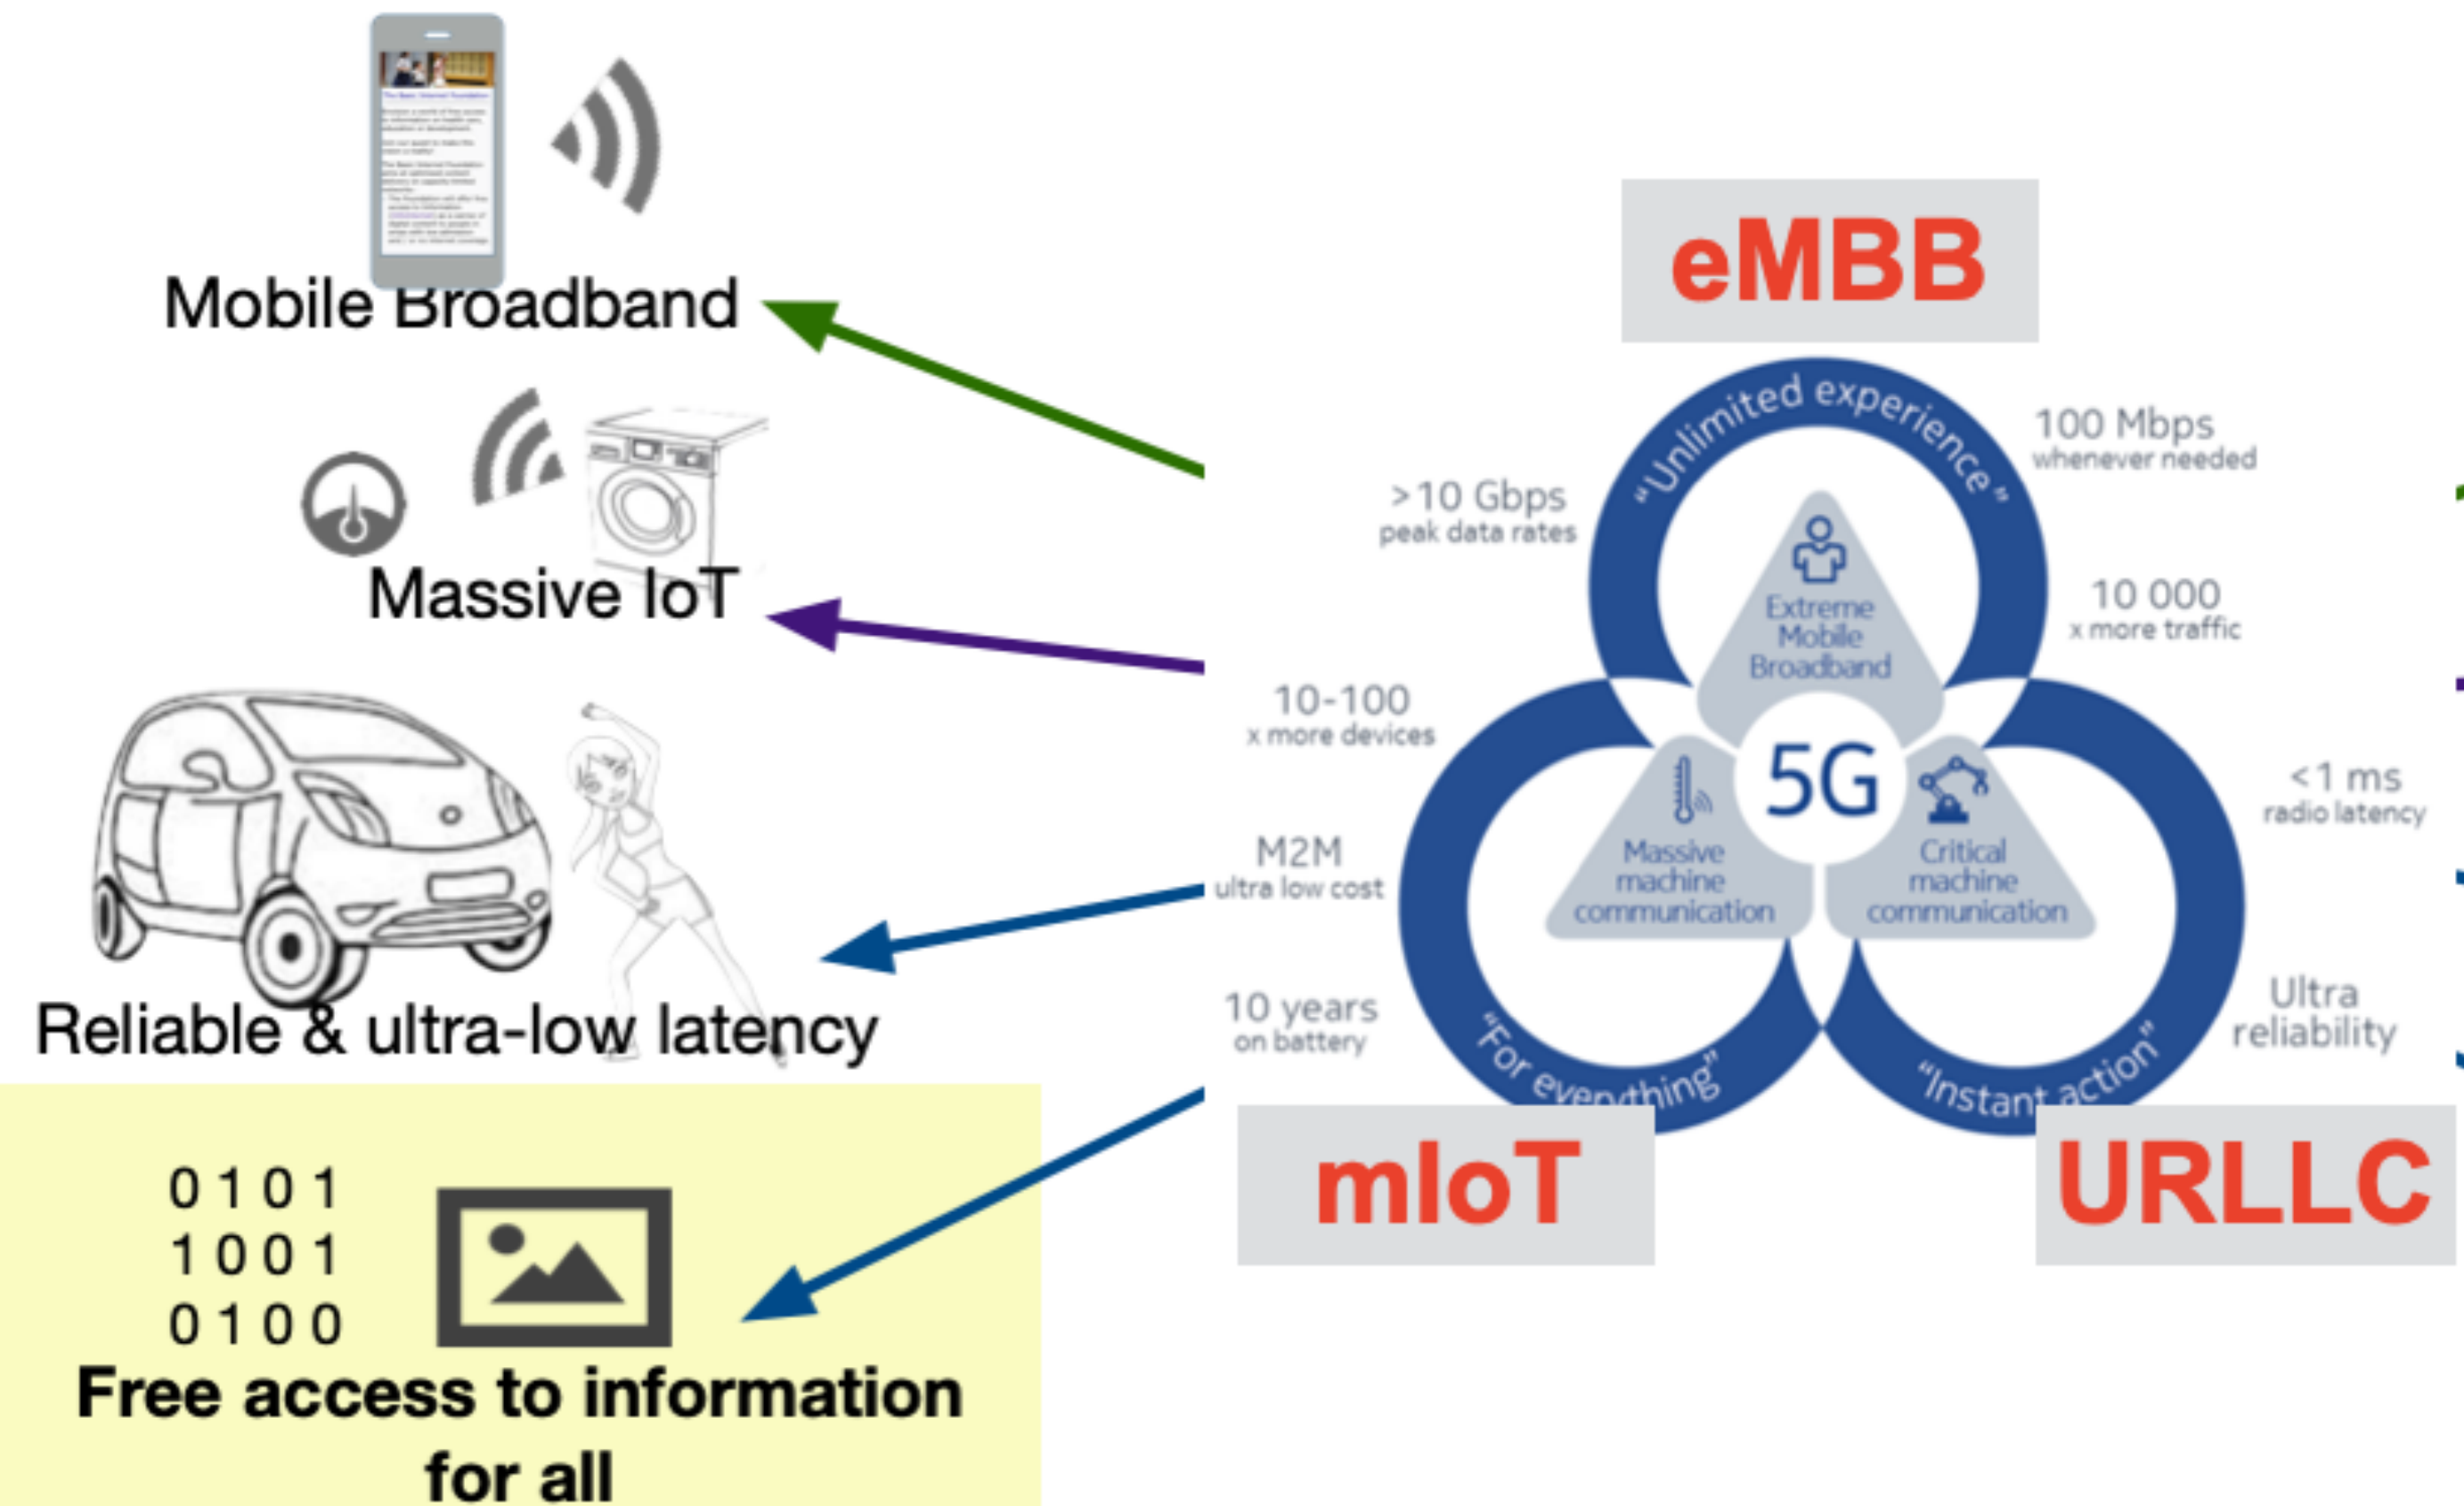 The Basic Internet Foundation
Mobile Broadband
Massive IoT
Reliable & ultra-low latency
0 1 0 1
1 0 0 1
0 1 0 0
Free access to information
for all
eMBB
“Unlimited experience”
100 Mbps
whenever needed
>10 Gbps
peak data rates
10 000
x more traffic
Extreme
Mobile
Broadband
10-100
x more devices
5G
<1 ms
radio latency
M2M
ultra low cost
Massive
machine
communication
Critical
machine
communication
10 years
on battery
Ultra
reliability
“For everything”
“Instant action”
mIoT
URLLC